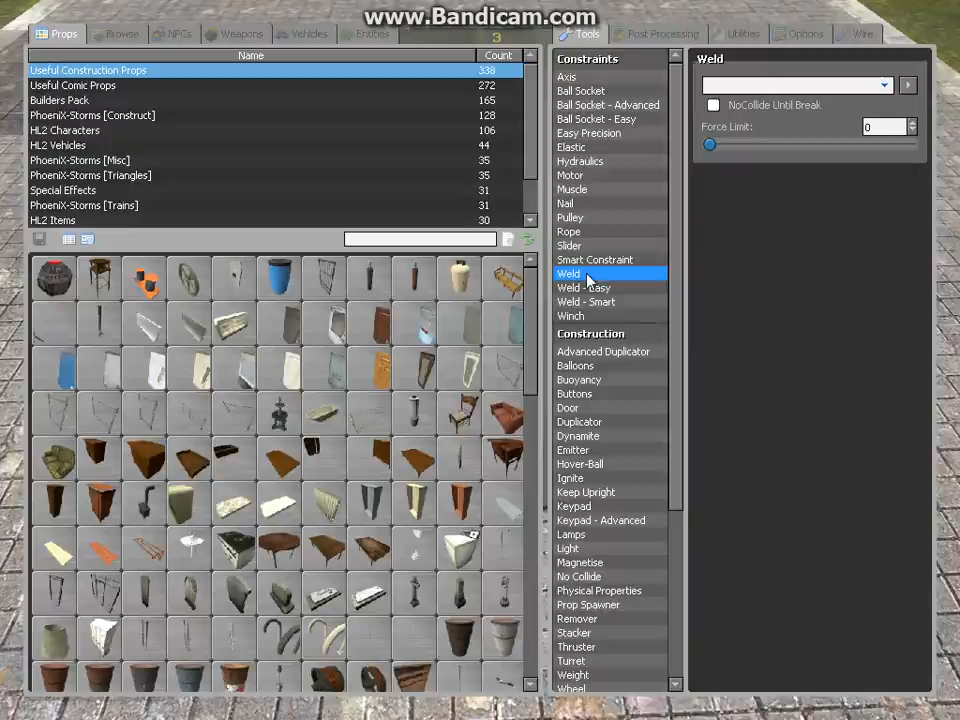 www.Bandicam.com
Props
Browse
NPCs
Weapons
Vehicles
Entities
3
Tools
Post Processing
Utilities
Options
Wire
Name
Count
Useful Construction Props 338
Useful Comic Props 272
Builders Pack 165
PhoeniX-Storms [Construct] 128
HL2 Characters 106
HL2 Vehicles 44
PhoeniX-Storms [Misc] 35
PhoeniX-Storms [Triangles] 35
Special Effects 31
PhoeniX-Storms [Trains] 31
HL2 Items 30
Constraints
Axis
Ball Socket
Ball Socket - Advanced
Ball Socket - Easy
Easy Precision
Elastic
Hydraulics
Motor
Muscle
Nail
Pulley
Rope
Slider
Smart Constraint
Weld
Weld - Easy
Weld - Smart
Winch
Construction
Advanced Duplicator
Balloons
Buoyancy
Buttons
Door
Duplicator
Dynamite
Emitter
Hover-Ball
Ignite
Keep Upright
Keypad
Keypad - Advanced
Lamps
Light
Magnetise
No Collide
Physical Properties
Prop Spawner
Remover
Stacker
Thruster
Turret
Weight
Wheel
Weld
NoCollide Until Break
Force Limit: 0